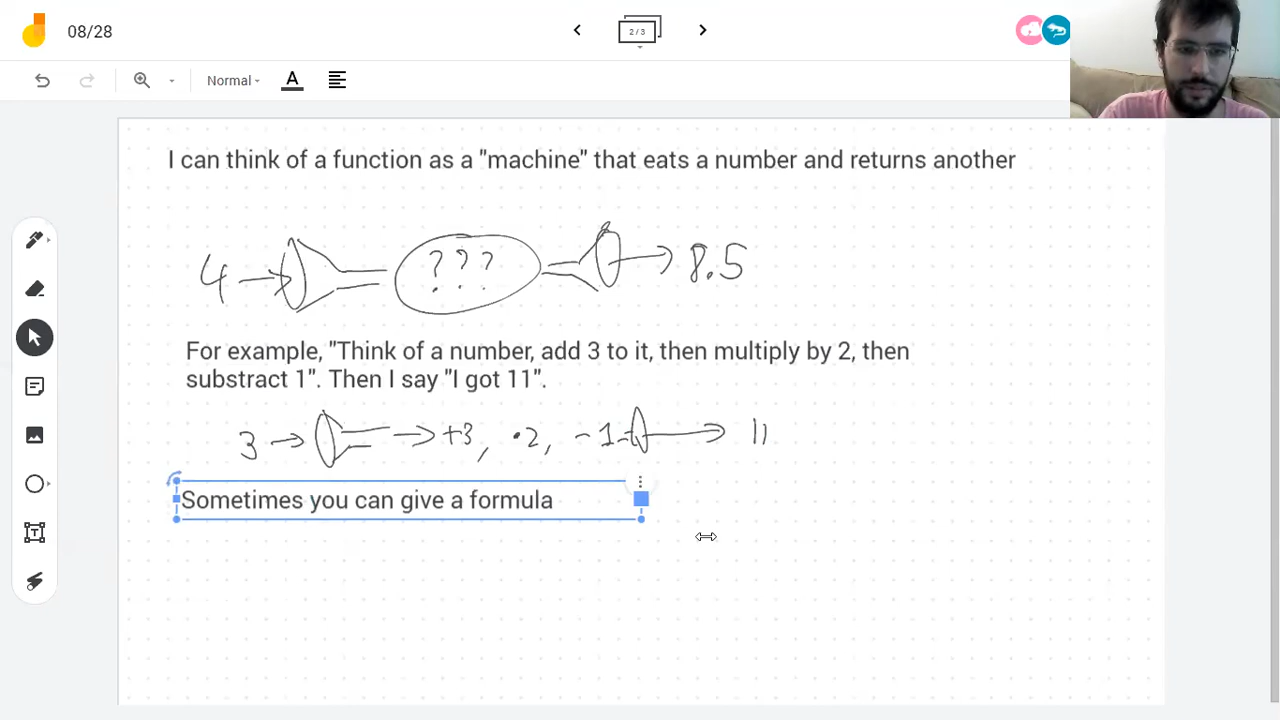 08/28
2 / 3
Normal
A
I can think of a function as a "machine" that eats a number and returns another
4 → ??? → 8.5
For example, "Think of a number, add 3 to it, then multiply by 2, then
substract 1". Then I say "I got 11".
3 → → +3, •2, -1 → 11
Sometimes you can give a formula
T